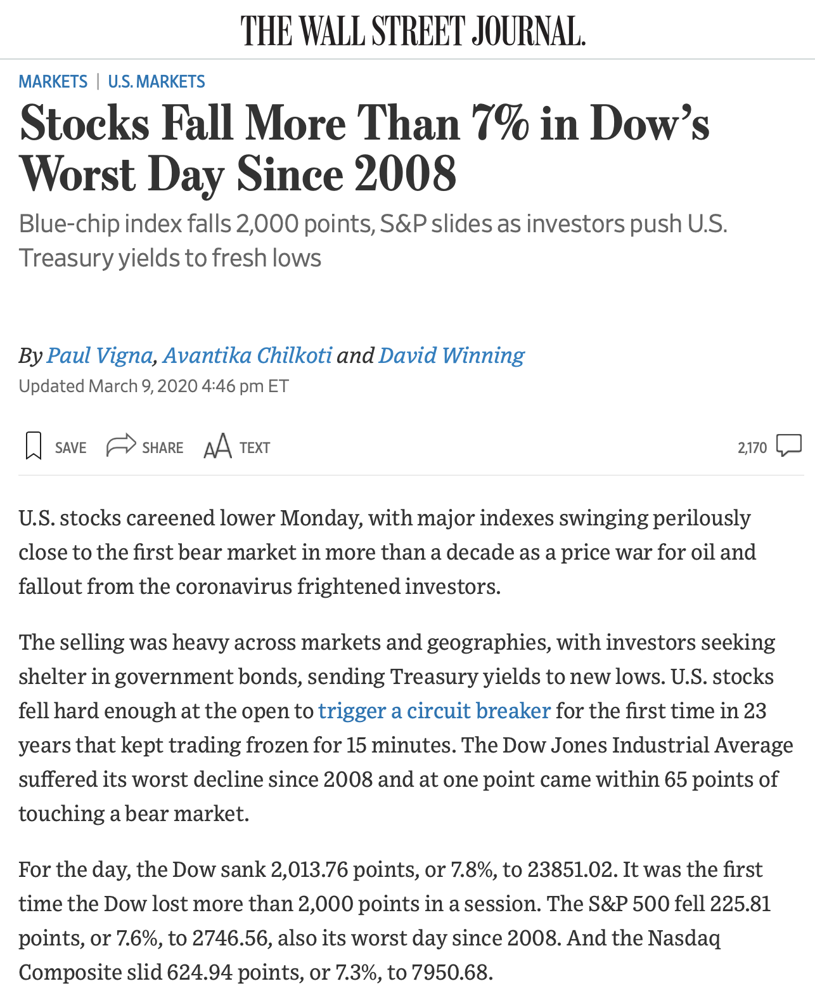 THE WALL STREET JOURNAL.
MARKETS | U.S. MARKETS
Stocks Fall More Than 7% in Dow’s
Worst Day Since 2008
Blue-chip index falls 2,000 points, S&P slides as investors push U.S.
Treasury yields to fresh lows
By Paul Vigna, Avantika Chilkoti and David Winning
Updated March 9, 2020 4:46 pm ET
SAVE SHARE AA TEXT 2,170
U.S. stocks careened lower Monday, with major indexes swinging perilously
close to the first bear market in more than a decade as a price war for oil and
fallout from the coronavirus frightened investors.
The selling was heavy across markets and geographies, with investors seeking
shelter in government bonds, sending Treasury yields to new lows. U.S. stocks
fell hard enough at the open to trigger a circuit breaker for the first time in 23
years that kept trading frozen for 15 minutes. The Dow Jones Industrial Average
suffered its worst decline since 2008 and at one point came within 65 points of
touching a bear market.
For the day, the Dow sank 2,013.76 points, or 7.8%, to 23851.02. It was the first
time the Dow lost more than 2,000 points in a session. The S&P 500 fell 225.81
points, or 7.6%, to 2746.56, also its worst day since 2008. And the Nasdaq
Composite slid 624.94 points, or 7.3%, to 7950.68.